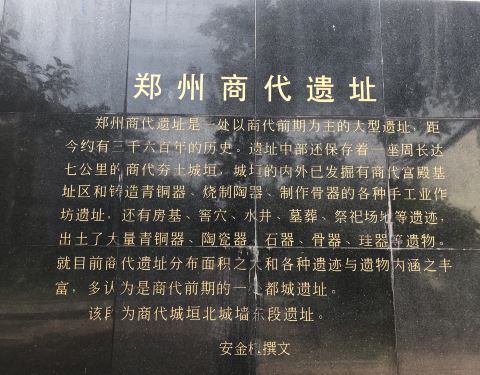 郑州商代遗址
郑州商代遗址是一处以商代前期为主的大型遗址，距
今约有三千六百年的历史。遗址中部还保存着一座周长达
七公里的商代夯土城垣，城垣的内外已发掘有商代宫殿基
址区和铸造青铜器、烧制陶器、制作骨器的各种手工业作
坊遗址，还有房基、窖穴、水井、墓葬、祭祀场地等遗迹，
出土了大量青铜器、陶瓷器、石器、骨器、珪器等遗物。
就目前商代遗址分布面积之大和各种遗迹与遗物内涵之丰
富，多认为是商代前期的一处都城遗址。
该段为商代城垣北城墙东段遗址。
安金槐撰文